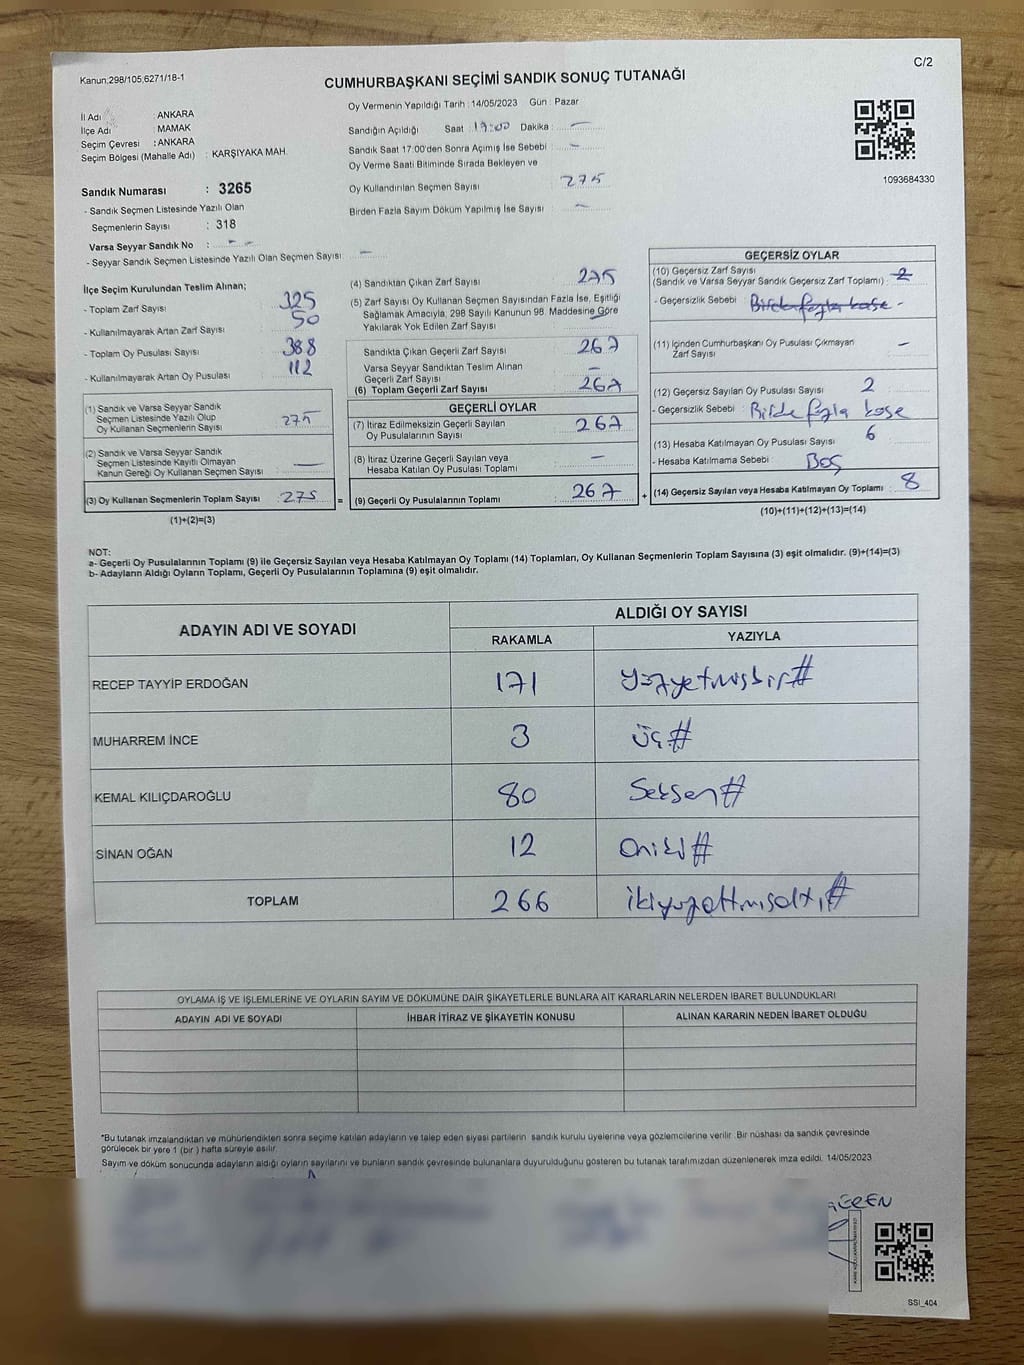 Kanun.298/105,6271/18-1
C/2
CUMHURBAŞKANI SEÇİMİ SANDIK SONUÇ TUTANAĞI
İl Adı : ANKARA
İlçe Adı : MAMAK
Seçim Çevresi : ANKARA
Seçim Bölgesi (Mahalle Adı) : KARŞIYAKA MAH.
Sandık Numarası : 3265
- Sandık Seçmen Listesinde Yazılı Olan
Seçmenlerin Sayısı : 318
Varsa Seyyar Sandık No : - -
- Seyyar Sandık Seçmen Listesinde Yazılı Olan Seçmen Sayısı : -
Oy Vermenin Yapıldığı Tarih : 14/05/2023 Gün : Pazar
Sandığın Açıldığı Saat 17:00 Dakika : -
Sandık Saat 17:00'den Sonra Açımış İse Sebebi : -
Oy Verme Saati Bitiminde Sırada Bekleyen ve
Oy Kullandırılan Seçmen Sayısı : 275
Birden Fazla Sayım Döküm Yapılmış İse Sayısı : -
1093684330
İlçe Seçim Kurulundan Teslim Alınan;
- Toplam Zarf Sayısı : 325
- Kullanılmayarak Artan Zarf Sayısı : 50
- Toplam Oy Pusulası Sayısı : 388
- Kullanılmayarak Artan Oy Pusulası : 112
(1) Sandık ve Varsa Seyyar Sandık
Seçmen Listesinde Yazılı Olup
Oy Kullanan Seçmenlerin Sayısı : 275
(2) Sandık ve Varsa Seyyar Sandık
Seçmen Listesinde Kayıtlı Olmayan
Kanun Gereği Oy Kullanan Seçmen Sayısı : -
(3) Oy Kullanan Seçmenlerin Toplam Sayısı : 275 =
(1)+(2)=(3)
(4) Sandıktan Çıkan Zarf Sayısı : 275
(5) Zarf Sayısı Oy Kullanan Seçmen Sayısından Fazla İse, Eşitliği
Sağlamak Amacıyla, 298 Sayılı Kanunun 98. Maddesine Göre
Yakılarak Yok Edilen Zarf Sayısı : -
Sandıkta Çıkan Geçerli Zarf Sayısı : 267
Varsa Seyyar Sandıktan Teslim Alınan
Geçerli Zarf Sayısı : -
(6) Toplam Geçerli Zarf Sayısı : 267
GEÇERLİ OYLAR
(7) İtiraz Edilmeksizin Geçerli Sayılan
Oy Pusulalarının Sayısı : 267
(8) İtiraz Üzerine Geçerli Sayılan veya
Hesaba Katılan Oy Pusulası Toplamı : -
(9) Geçerli Oy Pusulalarının Toplamı : 267 +
GEÇERSİZ OYLAR
(10) Geçersiz Zarf Sayısı
(Sandık ve Varsa Seyyar Sandık Geçersiz Zarf Toplamı) : 2
- Geçersizlik Sebebi : Birden fazla kaşe -
(11) İçinden Cumhurbaşkanı Oy Pusulası Çıkmayan
Zarf Sayısı : -
(12) Geçersiz Sayılan Oy Pusulası Sayısı : 2
- Geçersizlik Sebebi : Birde fazla kaşe
(13) Hesaba Katılmayan Oy Pusulası Sayısı : 6
- Hesaba Katılmama Sebebi : Boş
(14) Geçersiz Sayılan veya Hesaba Katılmayan Oy Toplamı : 8
(10)+(11)+(12)+(13)=(14)
NOT:
a- Geçerli Oy Pusulalarının Toplamı (9) ile Geçersiz Sayılan veya Hesaba Katılmayan Oy Toplamı (14) Toplamları, Oy Kullanan Seçmenlerin Toplam Sayısına (3) eşit olmalıdır. (9)+(14)=(3)
b- Adayların Aldığı Oyların Toplamı, Geçerli Oy Pusulalarının Toplamına (9) eşit olmalıdır.
ADAYIN ADI VE SOYADI
ALDIĞI OY SAYISI
RAKAMLA YAZIYLA
RECEP TAYYİP ERDOĞAN 171 yüzyetmişbir#
MUHARREM İNCE 3 üç#
KEMAL KILIÇDAROĞLU 80 Seksen#
SİNAN OĞAN 12 oniki#
TOPLAM 266 ikiyüzaltmışaltı#
OYLAMA İŞ VE İŞLEMLERİNE VE OYLARIN SAYIM VE DÖKÜMÜNE DAİR ŞİKAYETLERLE BUNLARA AİT KARARLARIN NELERDEN İBARET BULUNDUKLARI
ADAYIN ADI VE SOYADI İHBAR İTİRAZ VE ŞİKAYETİN KONUSU ALINAN KARARIN NEDEN İBARET OLDUĞU
*Bu tutanak imzalandıktan ve mühürlendikten sonra seçime katılan adayların ve talep eden siyasi partilerin sandık kurulu üyelerine veya gözlemcilerine verilir. Bir nüshası da sandık çevresinde
görülecek bir yere 1 (bir) hafta süreyle asılır.
Sayım ve döküm sonucunda adayların aldığı oyların sayılarını ve bunların sandık çevresinde bulunanlara duyurulduğunu gösteren bu tutanak tarafımızdan düzenlenerek imza edildi. 14/05/2023
SSİ_404